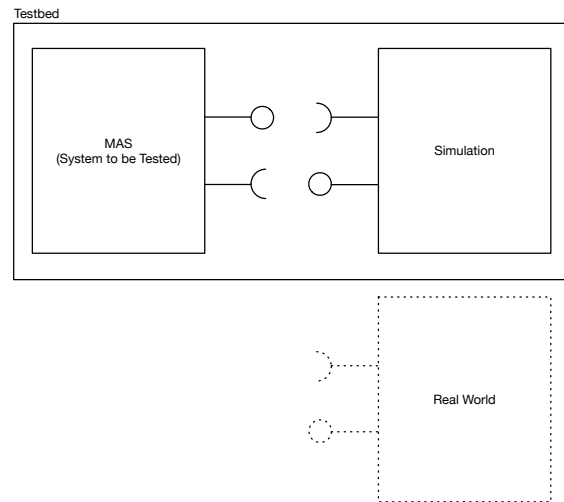 Testbed
MAS
(System to be Tested)
Simulation
Real World